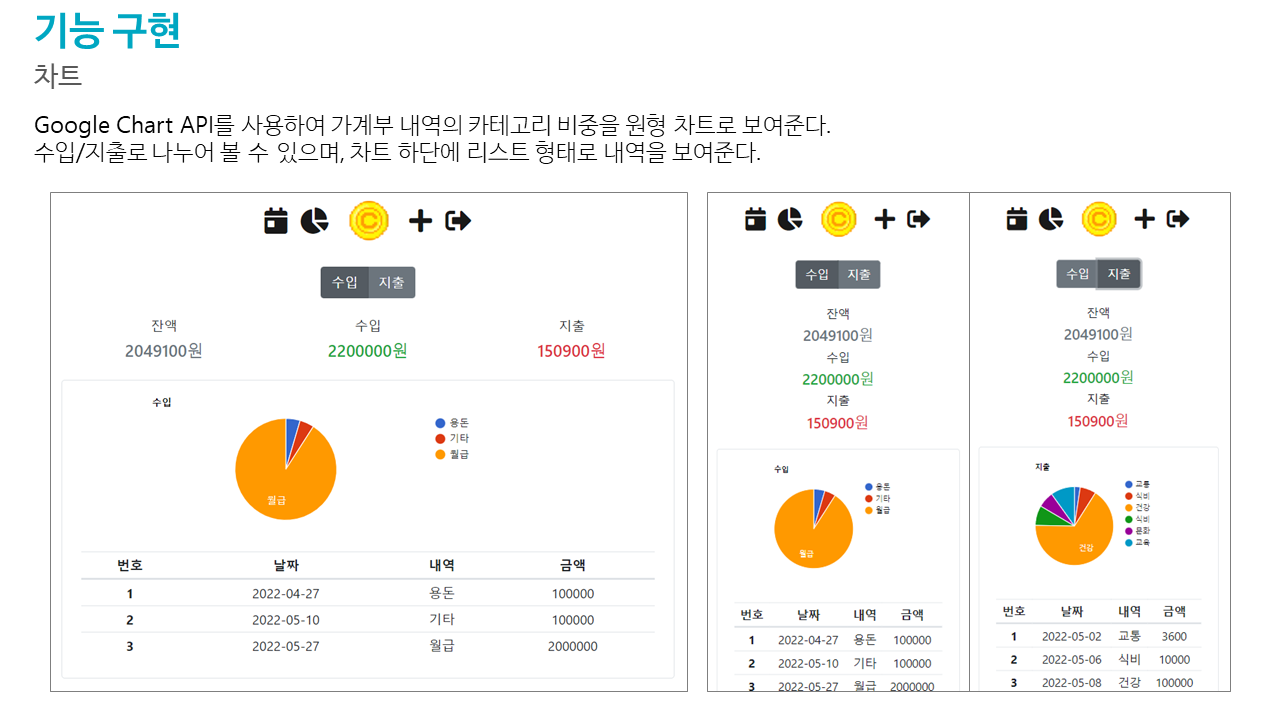 기능 구현
차트
Google Chart API를 사용하여 가계부 내역의 카테고리 비중을 원형 차트로 보여준다.
수입/지출로 나누어 볼 수 있으며, 차트 하단에 리스트 형태로 내역을 보여준다.
수입 지출
잔액 수입 지출
2049100원 2200000원 150900원
수입
용돈
기타
월급
월급
번호 날짜 내역 금액
1 2022-04-27 용돈 100000
2 2022-05-10 기타 100000
3 2022-05-27 월급 2000000
수입 지출
잔액
2049100원
수입
2200000원
지출
150900원
수입
용돈
기타
월급
월급
번호 날짜 내역 금액
1 2022-04-27 용돈 100000
2 2022-05-10 기타 100000
3 2022-05-27 월급 2000000
수입 지출
잔액
2049100원
수입
2200000원
지출
150900원
지출
교통
식비
건강
식비
문화
교육
건강
번호 날짜 내역 금액
1 2022-05-02 교통 3600
2 2022-05-06 식비 10000
3 2022-05-08 건강 100000